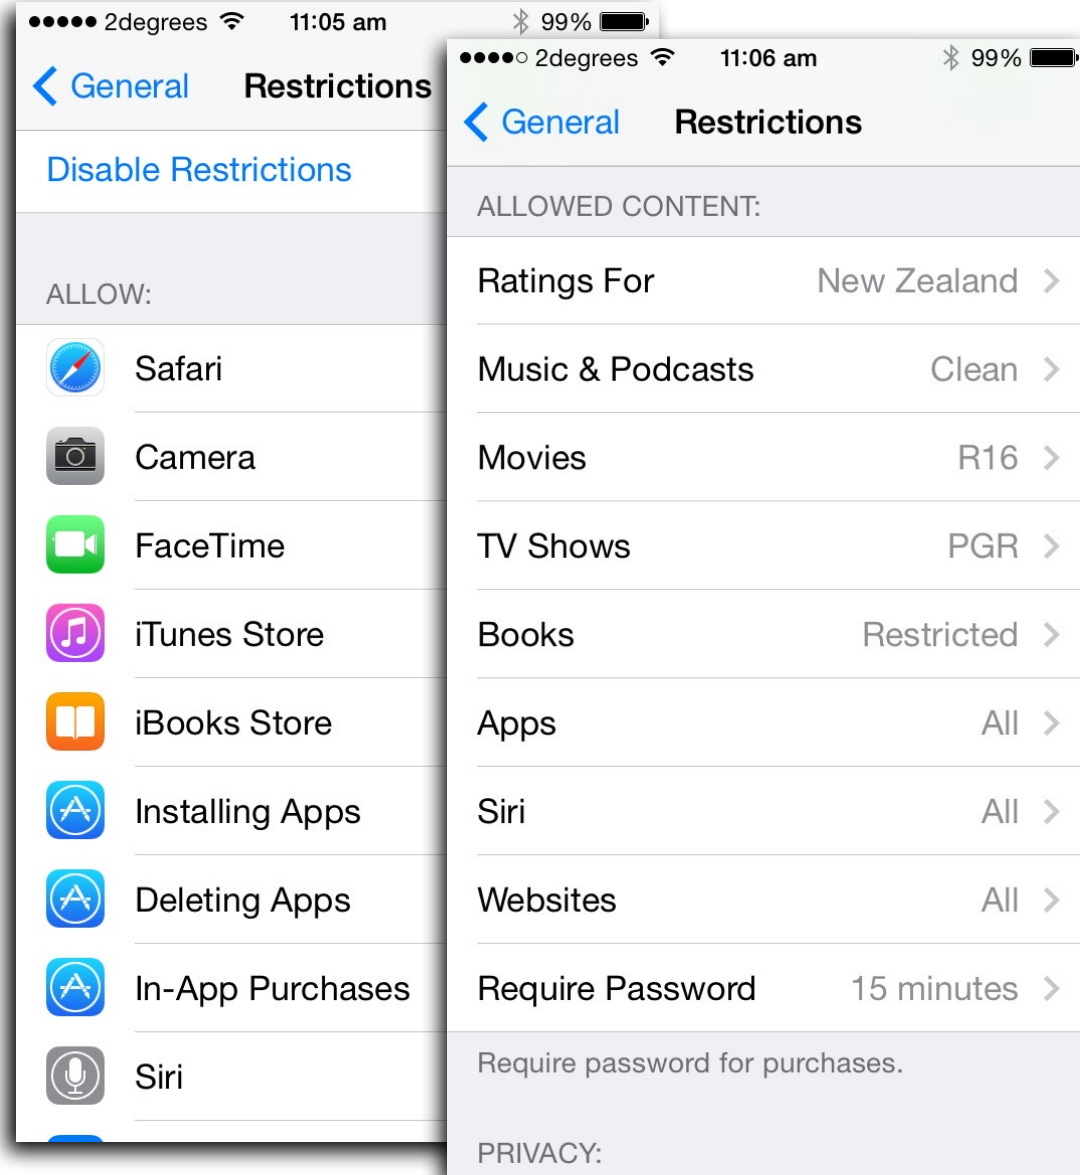 2degrees 11:05 am 99%
General Restrictions
Disable Restrictions
ALLOW:
Safari
Camera
FaceTime
iTunes Store
iBooks Store
Installing Apps
Deleting Apps
In-App Purchases
Siri
2degrees 11:06 am 99%
General Restrictions
ALLOWED CONTENT:
Ratings For New Zealand
Music & Podcasts Clean
Movies R16
TV Shows PGR
Books Restricted
Apps All
Siri All
Websites All
Require Password 15 minutes
Require password for purchases.
PRIVACY: